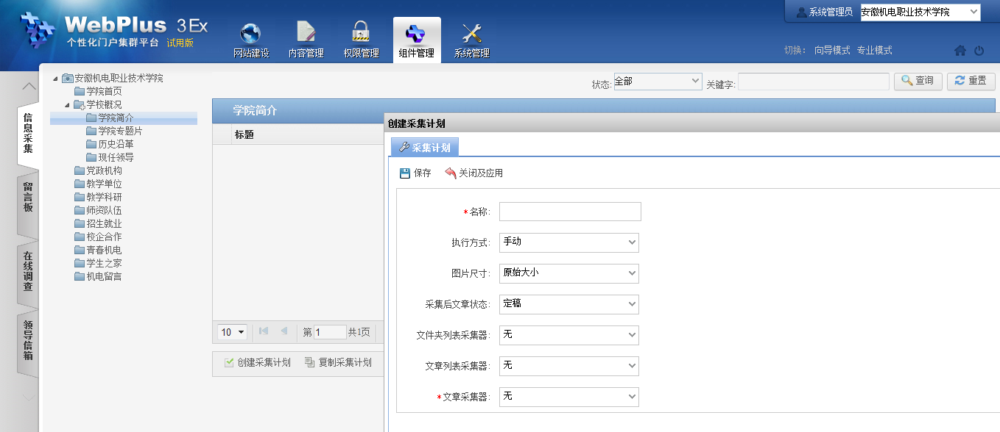 WebPlus 3Ex
个性化门户集群平台 试用版
网站建设
内容管理
权限管理
组件管理
系统管理
系统管理员 安徽机电职业技术学院
切换： 向导模式 专业模式
信息采集
留言板
在线调查
领导信箱
安徽机电职业技术学院
学院首页
学校概况
学院简介
学院专题片
历史沿革
现任领导
党政机构
教学单位
教学科研
师资队伍
招生就业
校企合作
青春机电
学生之家
机电留言
状态: 全部 关键字: 查询 重置
学院简介
标题
10 第 1 共1页
创建采集计划 复制采集计划
创建采集计划
采集计划
保存 关闭及应用
*名称:
执行方式: 手动
图片尺寸: 原始大小
采集后文章状态: 定稿
文件夹列表采集器: 无
文章列表采集器: 无
*文章采集器: 无